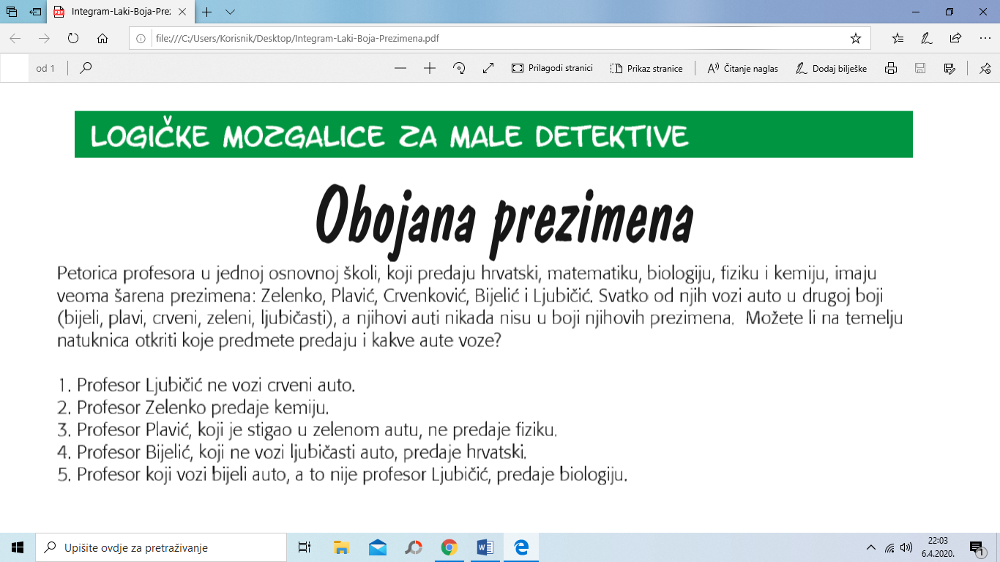 Integram-Laki-Boja-Pre:
file:///C:/Users/Korisnik/Desktop/Integram-Laki-Boja-Prezimena.pdf
od 1
Prilagodi stranici
Prikaz stranice
Čitanje naglas
Dodaj bilješke
LOGIČKE MOZGALICE ZA MALE DETEKTIVE
Obojana prezimena
Petorica profesora u jednoj osnovnoj školi, koji predaju hrvatski, matematiku, biologiju, fiziku i kemiju, imaju
veoma šarena prezimena: Zelenko, Plavić, Crvenković, Bijelić i Ljubičić. Svatko od njih vozi auto u drugoj boji
(bijeli, plavi, crveni, zeleni, ljubičasti), a njihovi auti nikada nisu u boji njihovih prezimena. Možete li na temelju
natuknica otkriti koje predmete predaju i kakve aute voze?
1. Profesor Ljubičić ne vozi crveni auto.
2. Profesor Zelenko predaje kemiju.
3. Profesor Plavić, koji je stigao u zelenom autu, ne predaje fiziku.
4. Profesor Bijelić, koji ne vozi ljubičasti auto, predaje hrvatski.
5. Profesor koji vozi bijeli auto, a to nije profesor Ljubičić, predaje biologiju.
Upišite ovdje za pretraživanje
22:03
6.4.2020.
1